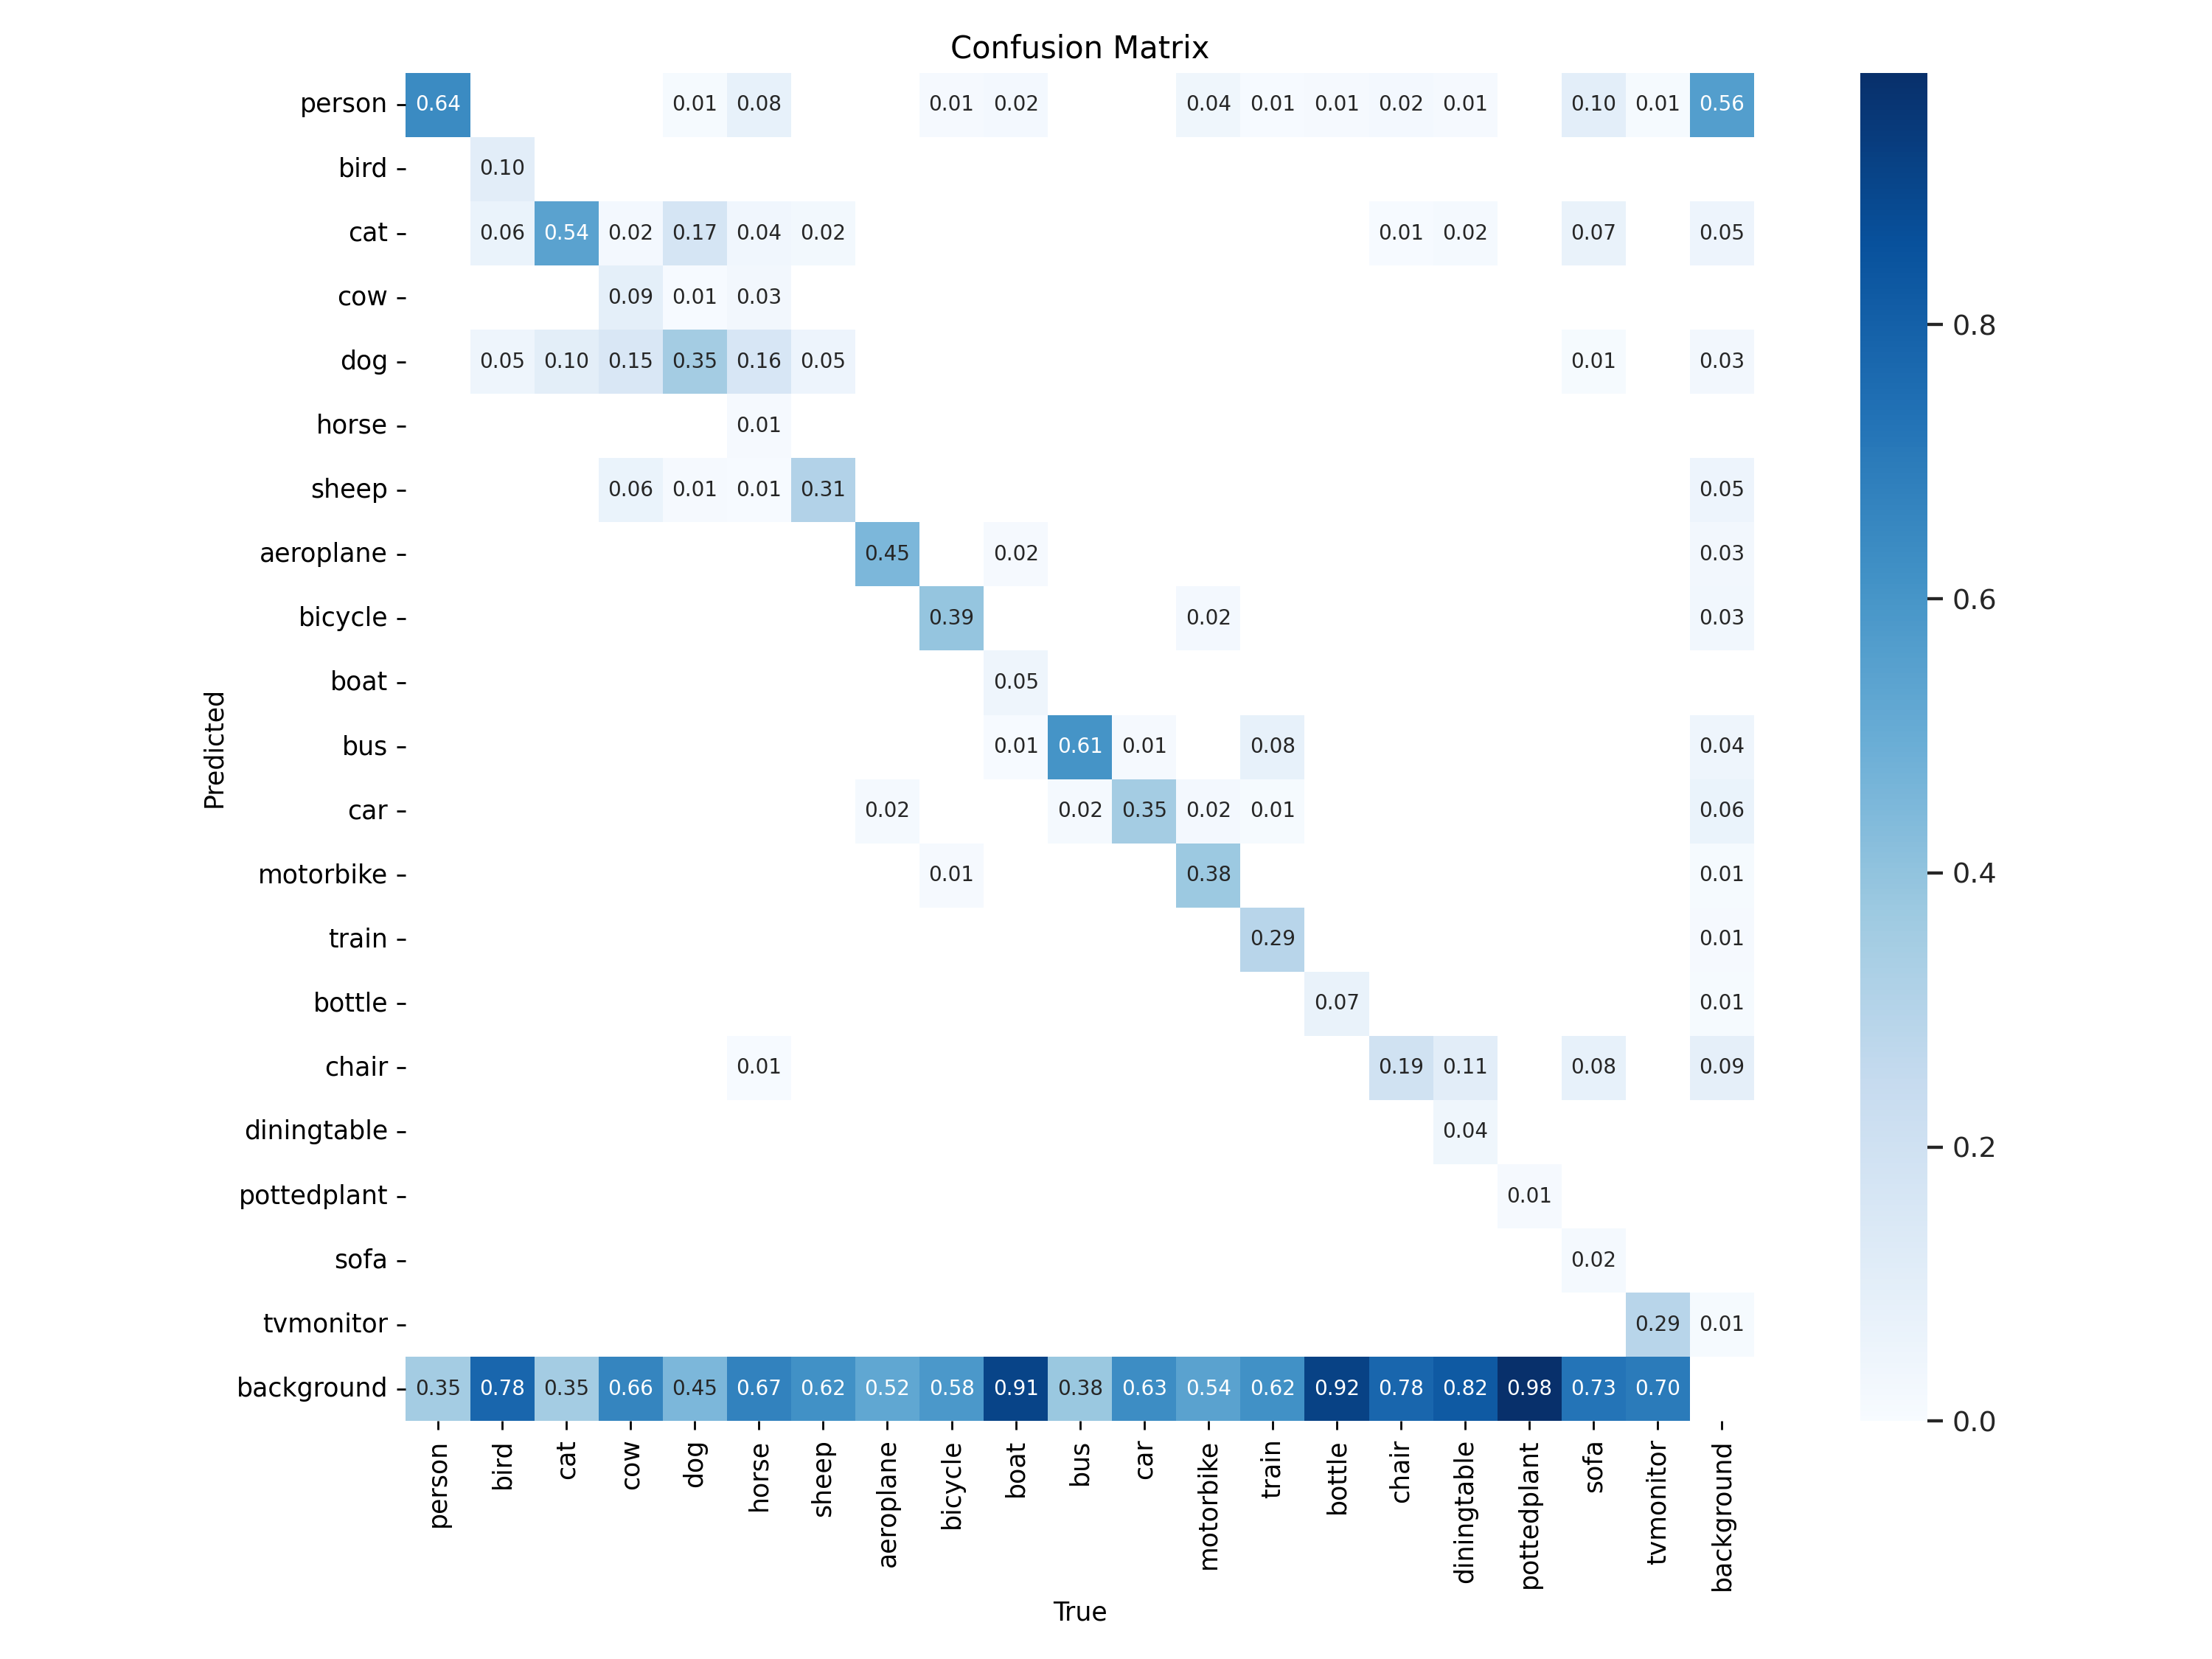 Confusion Matrix
person 0.64 0.01 0.08 0.01 0.02 0.04 0.01 0.01 0.02 0.01 0.10 0.01 0.56
bird 0.10
cat 0.06 0.54 0.02 0.17 0.04 0.02 0.01 0.02 0.07 0.05
cow 0.09 0.01 0.03
dog 0.05 0.10 0.15 0.35 0.16 0.05 0.01 0.03
0.8
horse 0.01
sheep 0.06 0.01 0.01 0.31 0.05
aeroplane 0.45 0.02 0.03
bicycle 0.39 0.02 0.03
0.6
boat 0.05
Predicted
bus 0.01 0.61 0.01 0.08 0.04
car 0.02 0.02 0.35 0.02 0.01 0.06
motorbike 0.01 0.38 0.01
0.4
train 0.29 0.01
bottle 0.07 0.01
chair 0.01 0.19 0.11 0.08 0.09
diningtable 0.04
0.2
pottedplant 0.01
sofa 0.02
tvmonitor 0.29 0.01
background 0.35 0.78 0.35 0.66 0.45 0.67 0.62 0.52 0.58 0.91 0.38 0.63 0.54 0.62 0.92 0.78 0.82 0.98 0.73 0.70
0.0
person bird cat cow dog horse sheep aeroplane bicycle boat bus car motorbike train bottle chair diningtable pottedplant sofa tvmonitor background
True